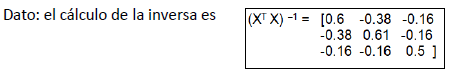 Dato: el cálculo de la inversa es
(Xᵀ X) ⁻¹ = [0.6 -0.38 -0.16
-0.38 0.61 -0.16
-0.16 -0.16 0.5 ]